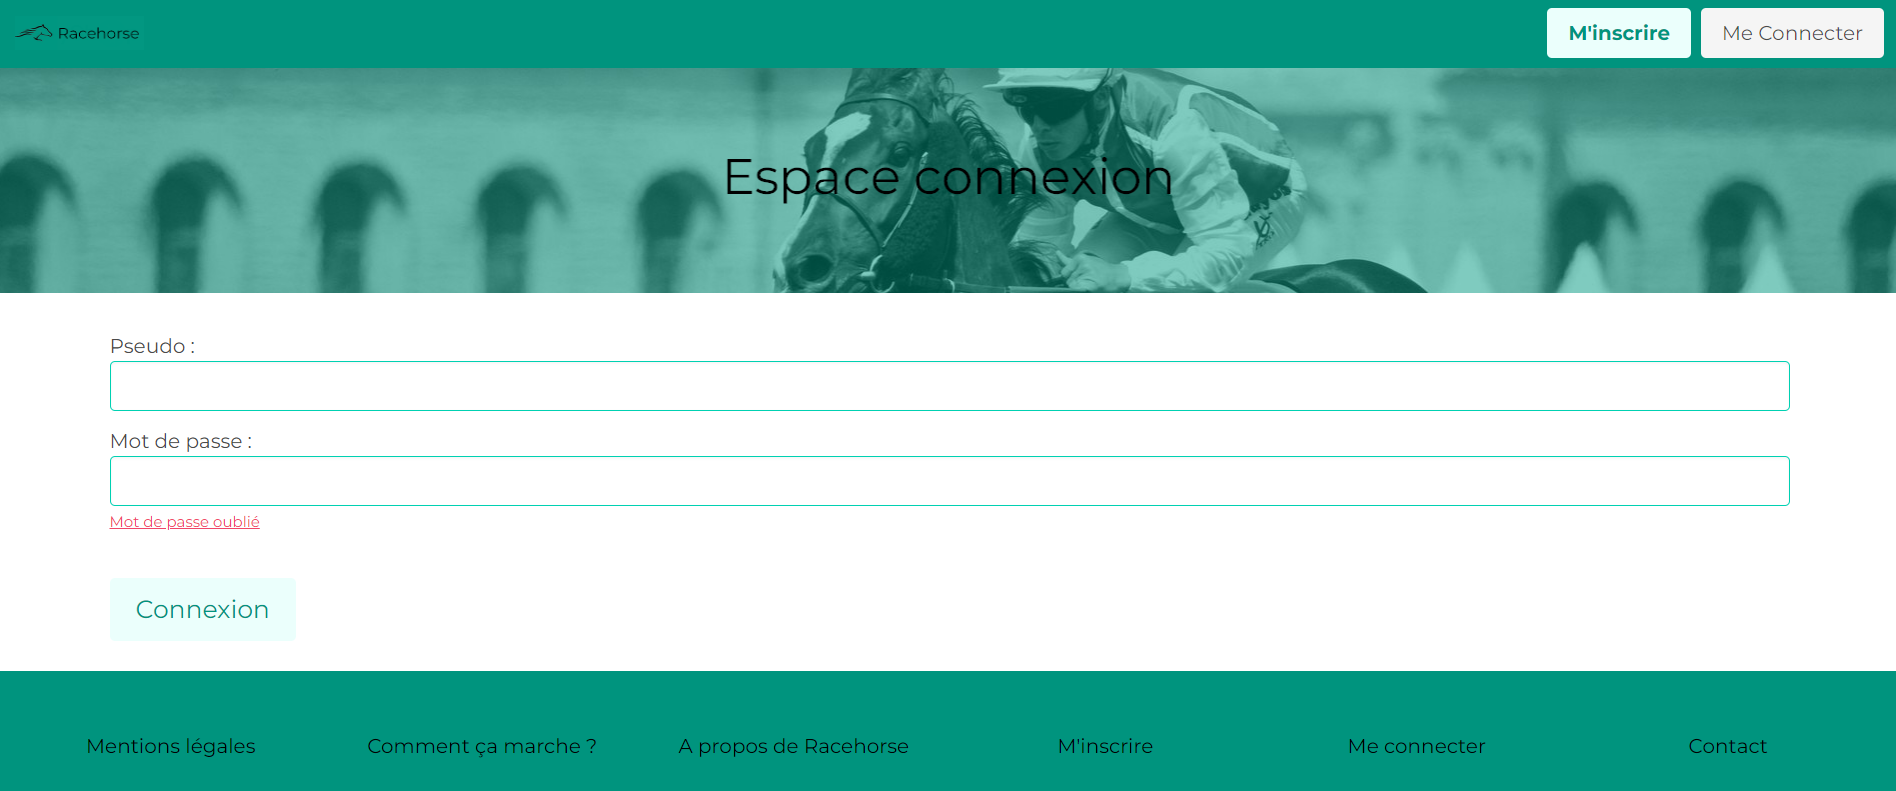 Racehorse
M'inscrire
Me Connecter
Espace connexion
Pseudo :
Mot de passe :
Mot de passe oublié
Connexion
Mentions légales
Comment ça marche ?
A propos de Racehorse
M'inscrire
Me connecter
Contact